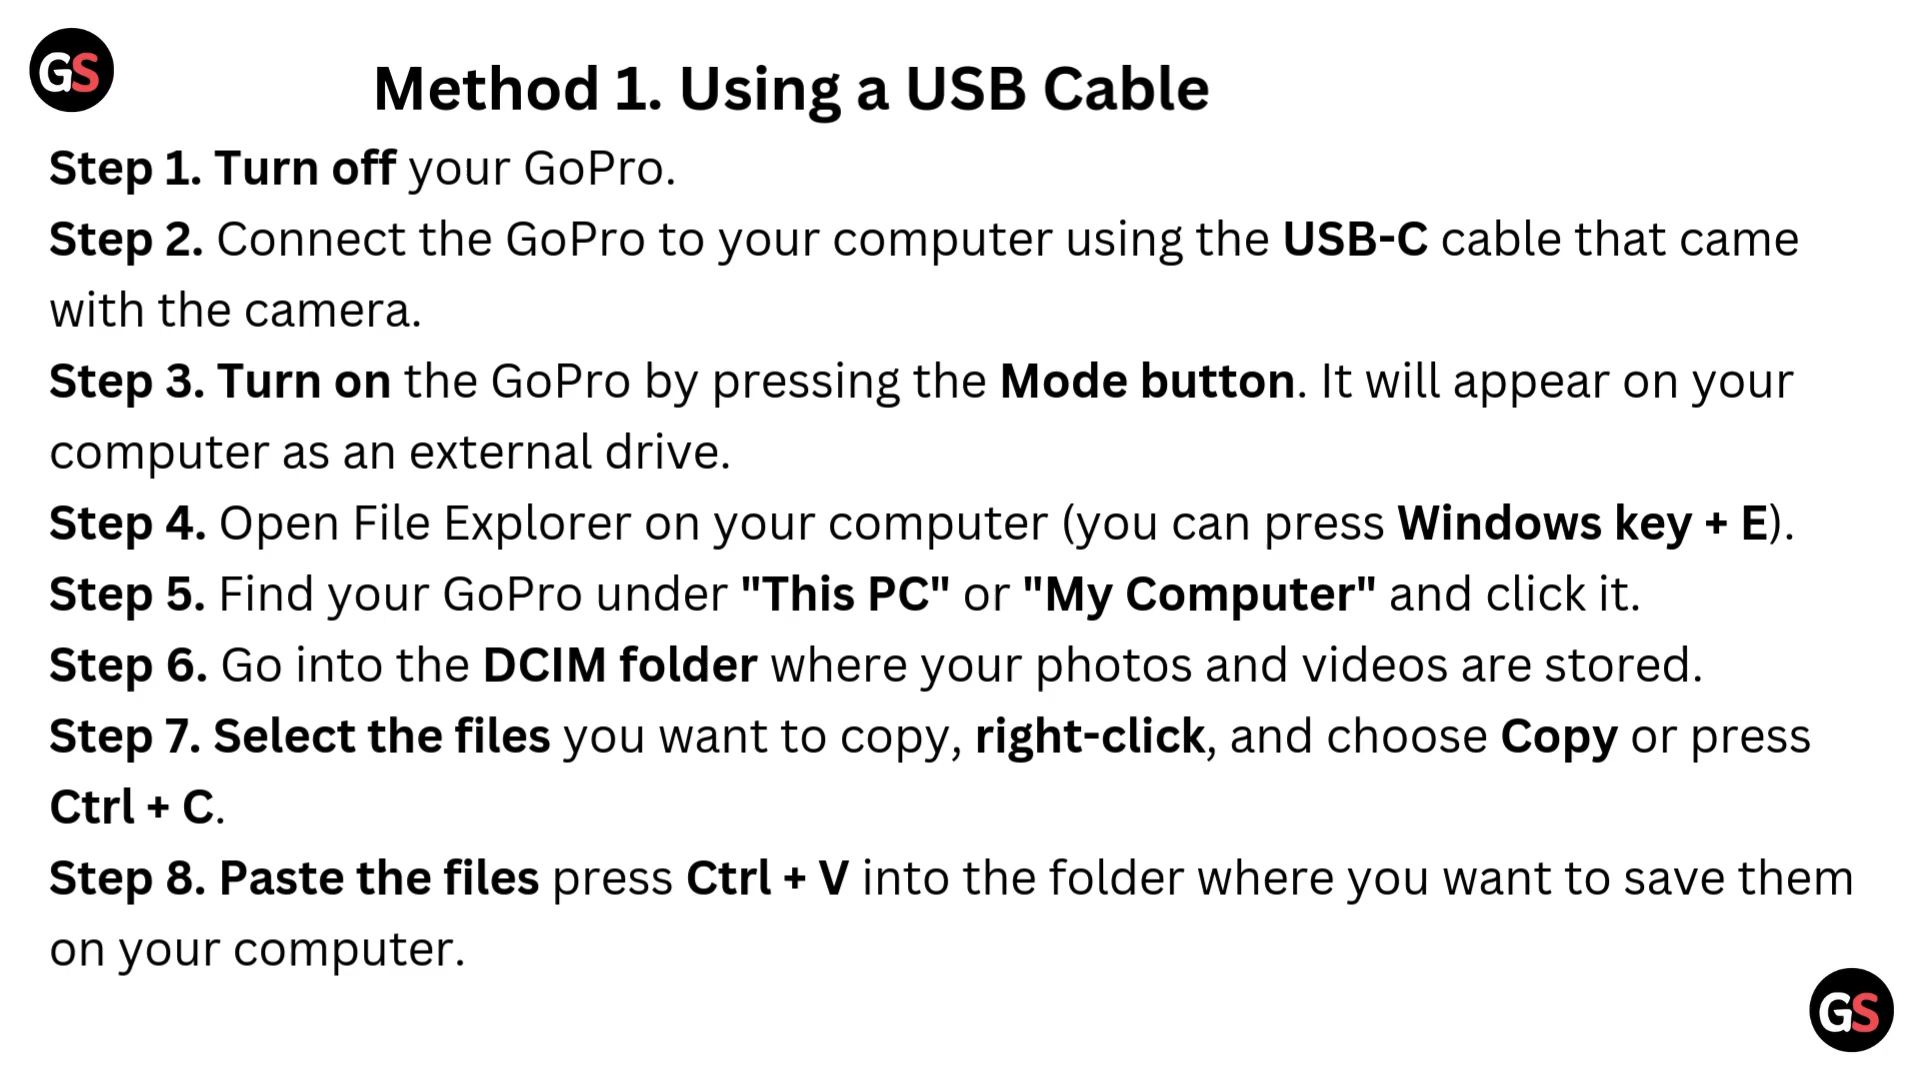 GS
Method 1. Using a USB Cable
Step 1. Turn off your GoPro.
Step 2. Connect the GoPro to your computer using the USB-C cable that came
with the camera.
Step 3. Turn on the GoPro by pressing the Mode button. It will appear on your
computer as an external drive.
Step 4. Open File Explorer on your computer (you can press Windows key + E).
Step 5. Find your GoPro under "This PC" or "My Computer" and click it.
Step 6. Go into the DCIM folder where your photos and videos are stored.
Step 7. Select the files you want to copy, right-click, and choose Copy or press
Ctrl + C.
Step 8. Paste the files press Ctrl + V into the folder where you want to save them
on your computer.
GS